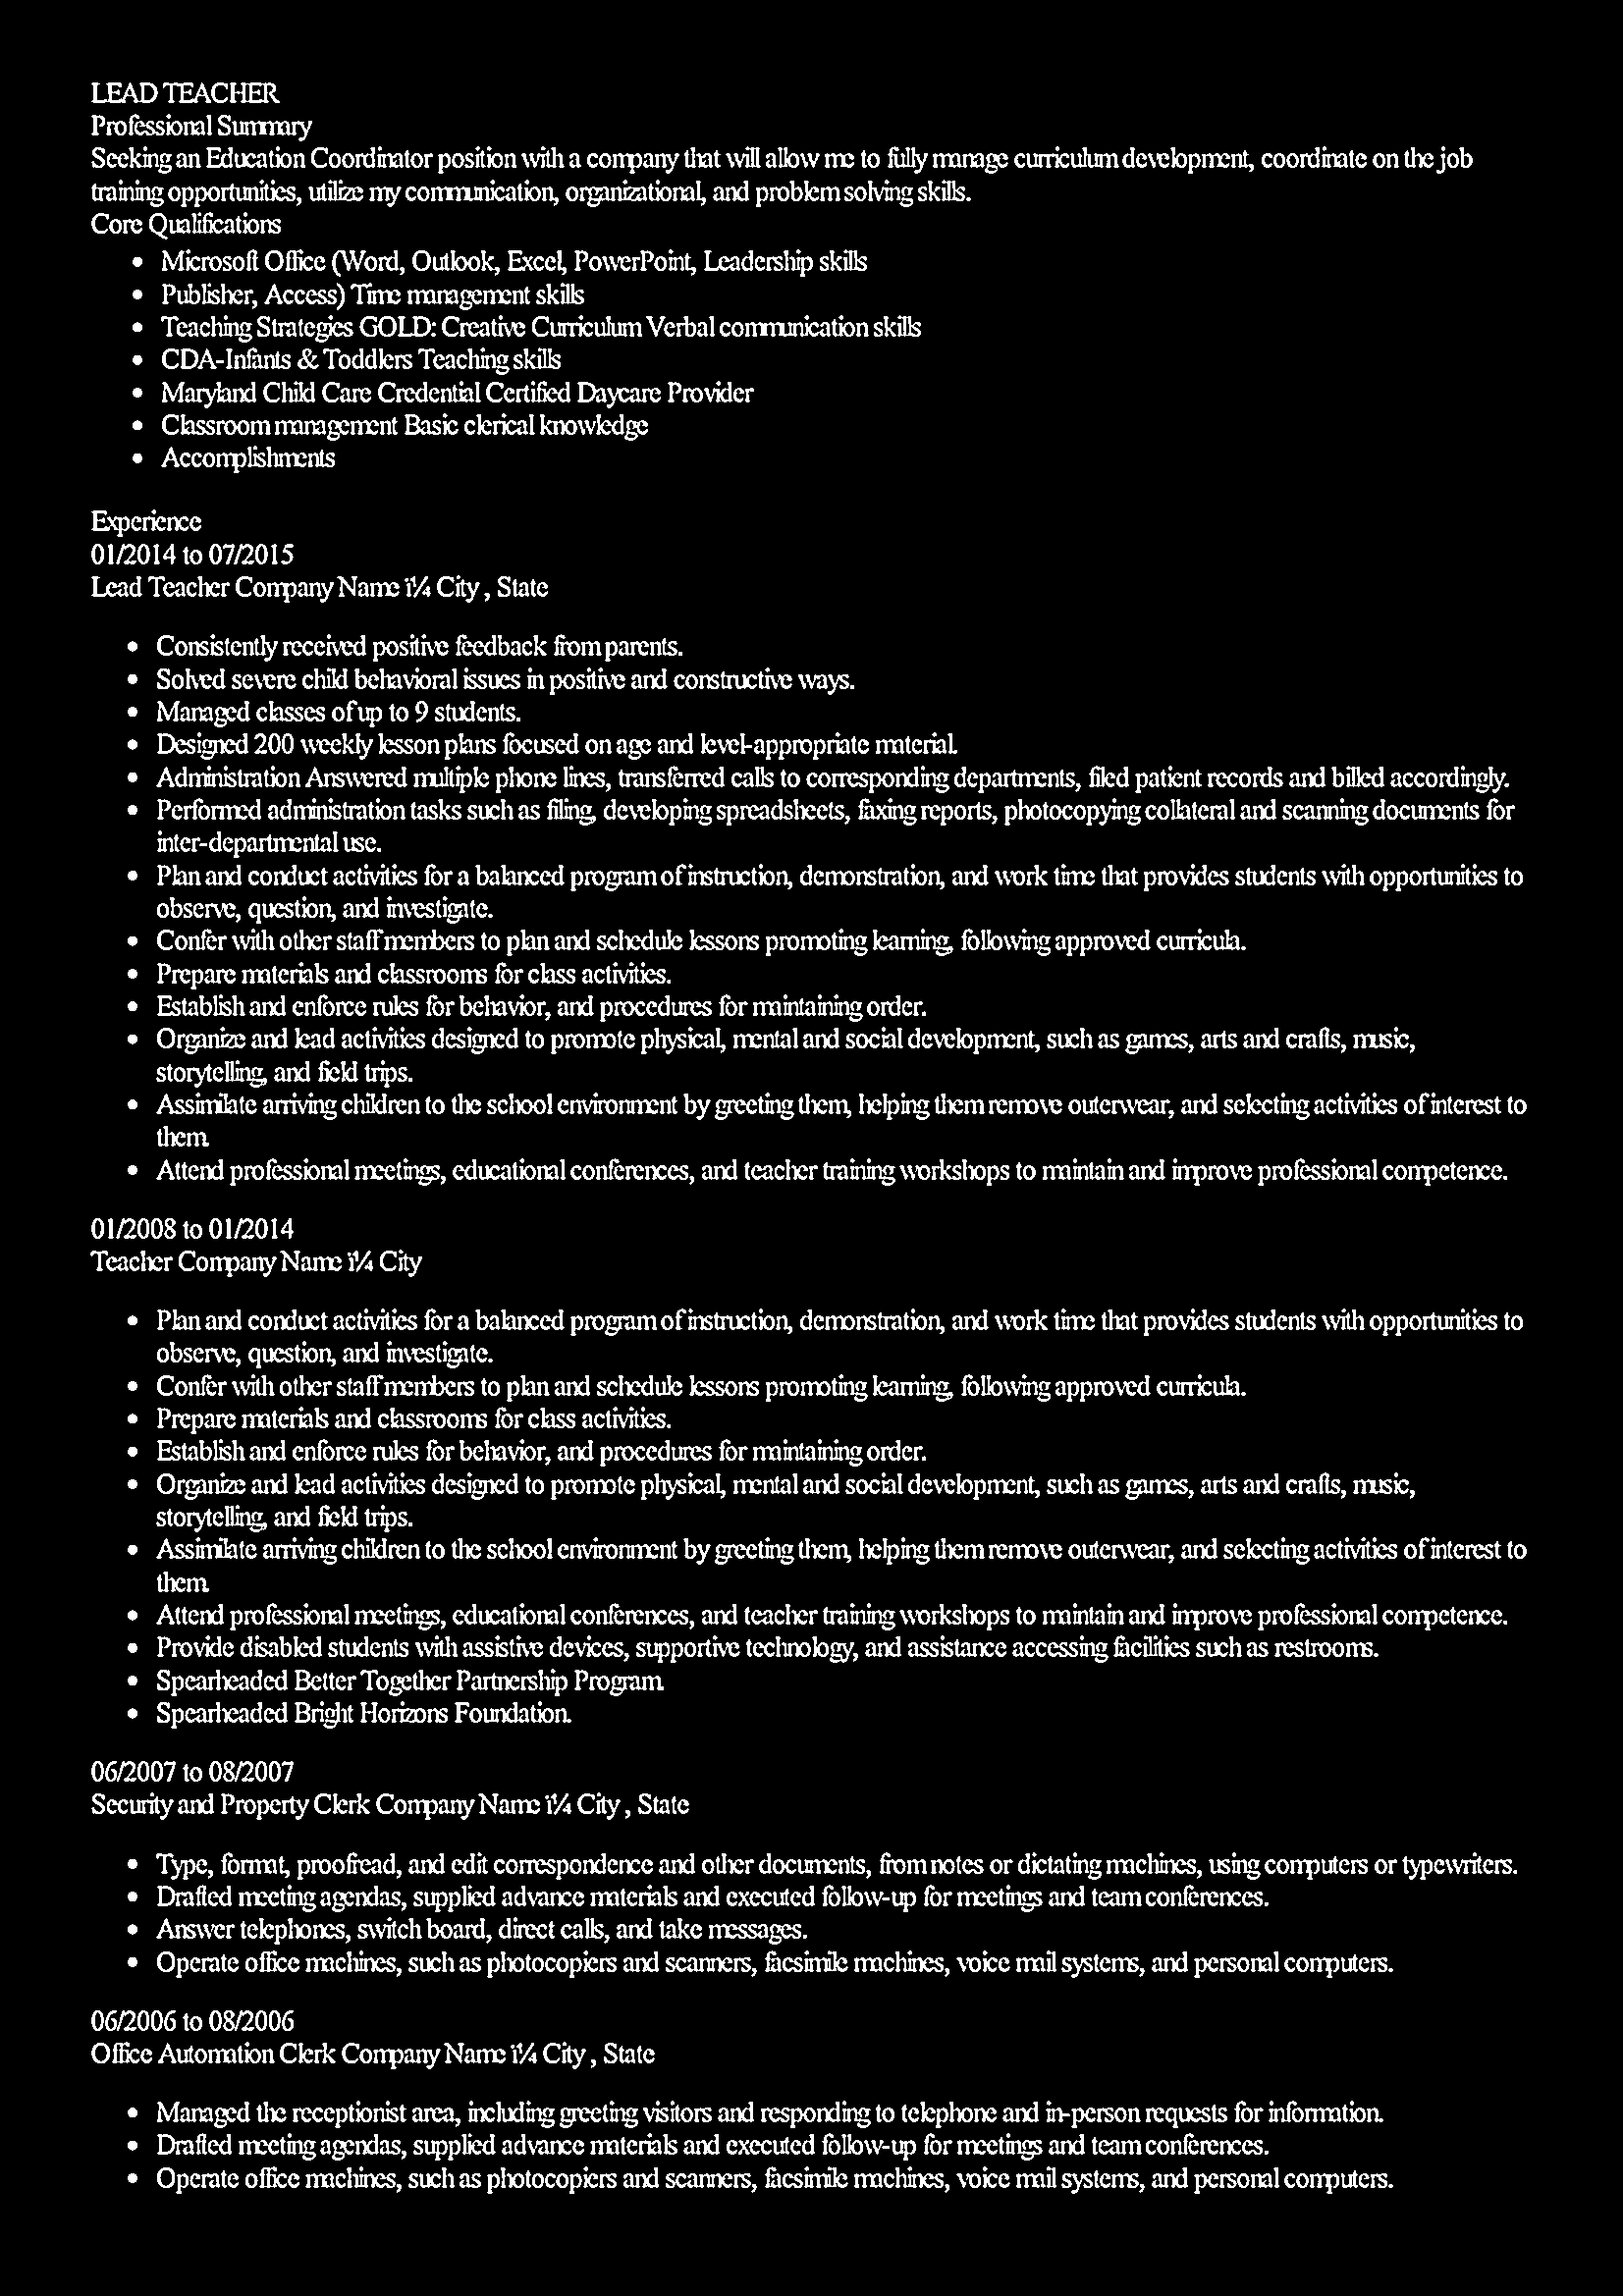 LEAD TEACHER
Professional Summary
Seeking an Education Coordinator position with a company that will allow me to fully manage curriculum development, coordinate on the job
training opportunities, utilize my communication, organizational, and problem solving skills.
Core Qualifications
• Microsoft Office (Word, Outlook, Excel, PowerPoint, Leadership skills
• Publisher, Access) Time management skills
• Teaching Strategies GOLD: Creative Curriculum Verbal communication skills
• CDA-Infants & Toddlers Teaching skills
• Maryland Child Care Credential Certified Daycare Provider
• Classroom management Basic clerical knowledge
• Accomplishments
Experience
01/2014 to 07/2015
Lead Teacher Company Name ï¼ City , State
• Consistently received positive feedback from parents.
• Solved severe child behavioral issues in positive and constructive ways.
• Managed classes of up to 9 students.
• Designed 200 weekly lesson plans focused on age and level-appropriate material.
• Administration Answered multiple phone lines, transferred calls to corresponding departments, filed patient records and billed accordingly.
• Performed administration tasks such as filing, developing spreadsheets, faxing reports, photocopying collateral and scanning documents for
inter-departmental use.
• Plan and conduct activities for a balanced program of instruction, demonstration, and work time that provides students with opportunities to
observe, question, and investigate.
• Confer with other staff members to plan and schedule lessons promoting learning, following approved curricula.
• Prepare materials and classrooms for class activities.
• Establish and enforce rules for behavior, and procedures for maintaining order.
• Organize and lead activities designed to promote physical, mental and social development, such as games, arts and crafts, music,
storytelling, and field trips.
• Assimilate arriving children to the school environment by greeting them, helping them remove outerwear, and selecting activities of interest to
them.
• Attend professional meetings, educational conferences, and teacher training workshops to maintain and improve professional competence.
01/2008 to 01/2014
Teacher Company Name ï¼ City
• Plan and conduct activities for a balanced program of instruction, demonstration, and work time that provides students with opportunities to
observe, question, and investigate.
• Confer with other staff members to plan and schedule lessons promoting learning, following approved curricula.
• Prepare materials and classrooms for class activities.
• Establish and enforce rules for behavior, and procedures for maintaining order.
• Organize and lead activities designed to promote physical, mental and social development, such as games, arts and crafts, music,
storytelling, and field trips.
• Assimilate arriving children to the school environment by greeting them, helping them remove outerwear, and selecting activities of interest to
them.
• Attend professional meetings, educational conferences, and teacher training workshops to maintain and improve professional competence.
• Provide disabled students with assistive devices, supportive technology, and assistance accessing facilities such as restrooms.
• Spearheaded Better Together Partnership Program.
• Spearheaded Bright Horizons Foundation.
06/2007 to 08/2007
Security and Property Clerk Company Name ï¼ City , State
• Type, format, proofread, and edit correspondence and other documents, from notes or dictating machines, using computers or typewriters.
• Drafted meeting agendas, supplied advance materials and executed follow-up for meetings and team conferences.
• Answer telephones, switch board, direct calls, and take messages.
• Operate office machines, such as photocopiers and scanners, facsimile machines, voice mail systems, and personal computers.
06/2006 to 08/2006
Office Automation Clerk Company Name ï¼ City , State
• Managed the receptionist area, including greeting visitors and responding to telephone and in-person requests for information.
• Drafted meeting agendas, supplied advance materials and executed follow-up for meetings and team conferences.
• Operate office machines, such as photocopiers and scanners, facsimile machines, voice mail systems, and personal computers.